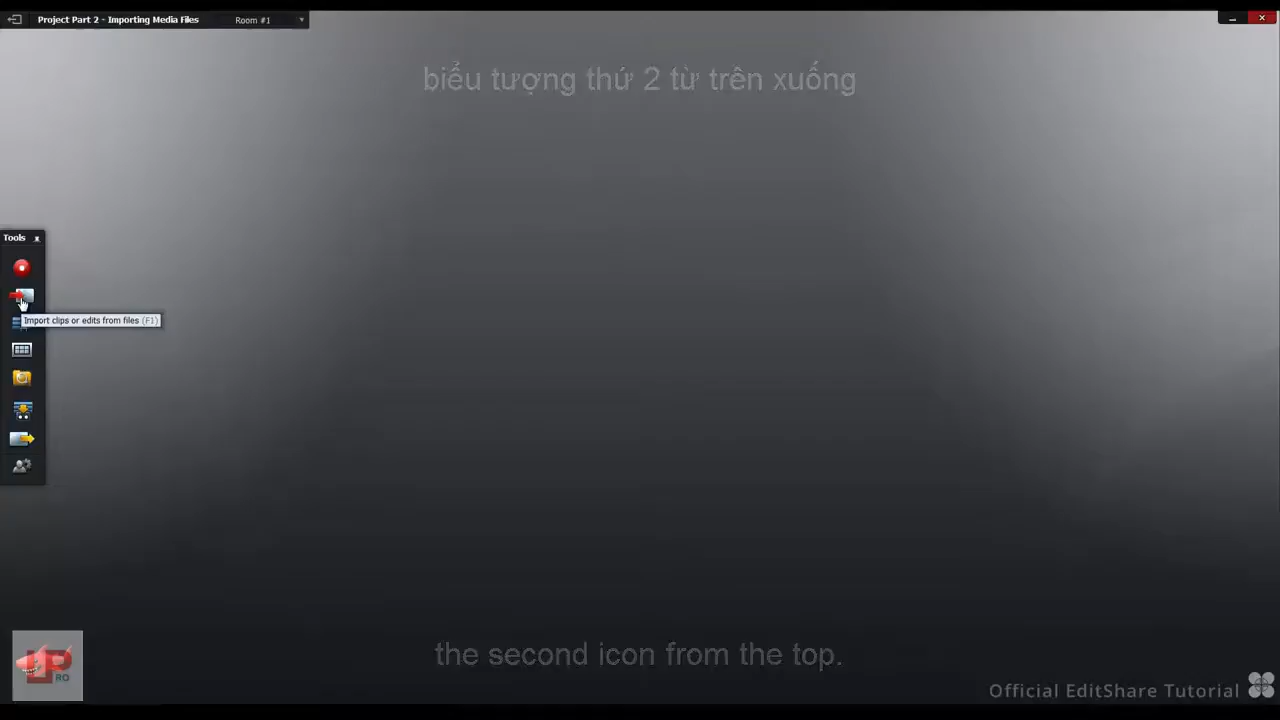 Project Part 2 - Importing Media Files Room #1
biểu tượng thứ 2 từ trên xuống
Tools
Import clips or edits from files (F1)
the second icon from the top.
RO
Official EditShare Tutorial